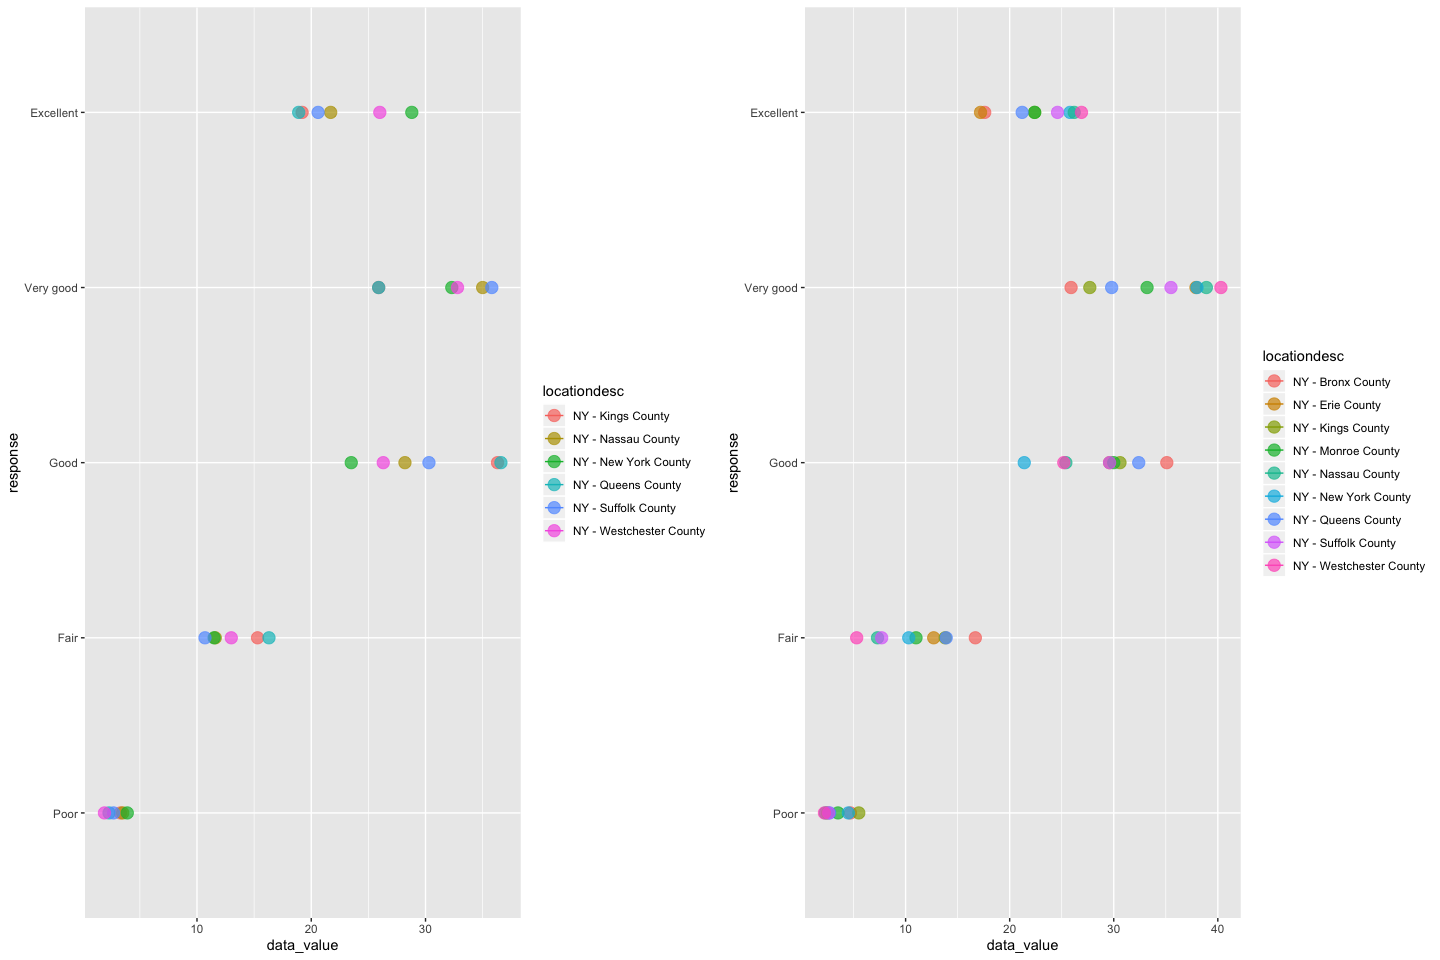 response
Excellent
Very good
Good
Fair
Poor
10
20
30
data_value
locationdesc
NY - Kings County
NY - Nassau County
NY - New York County
NY - Queens County
NY - Suffolk County
NY - Westchester County
response
Excellent
Very good
Good
Fair
Poor
10
20
30
40
data_value
locationdesc
NY - Bronx County
NY - Erie County
NY - Kings County
NY - Monroe County
NY - Nassau County
NY - New York County
NY - Queens County
NY - Suffolk County
NY - Westchester County